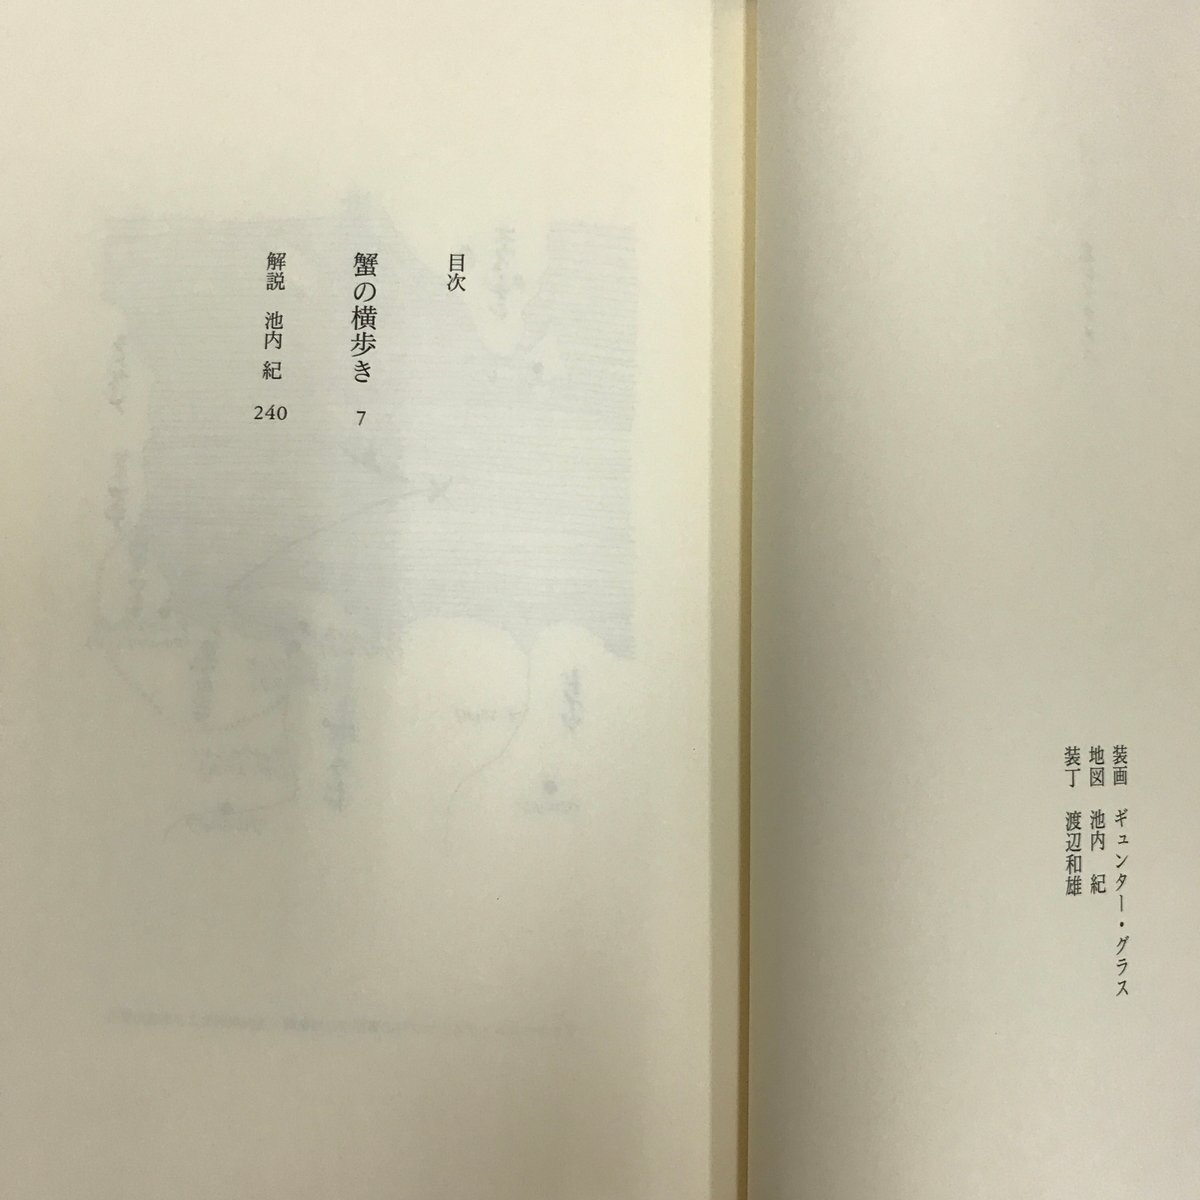 装画 ギュンター・グラス
地図 池内 紀
装丁 渡辺和雄
目次
蟹の横歩き 7
解説 池内 紀 240